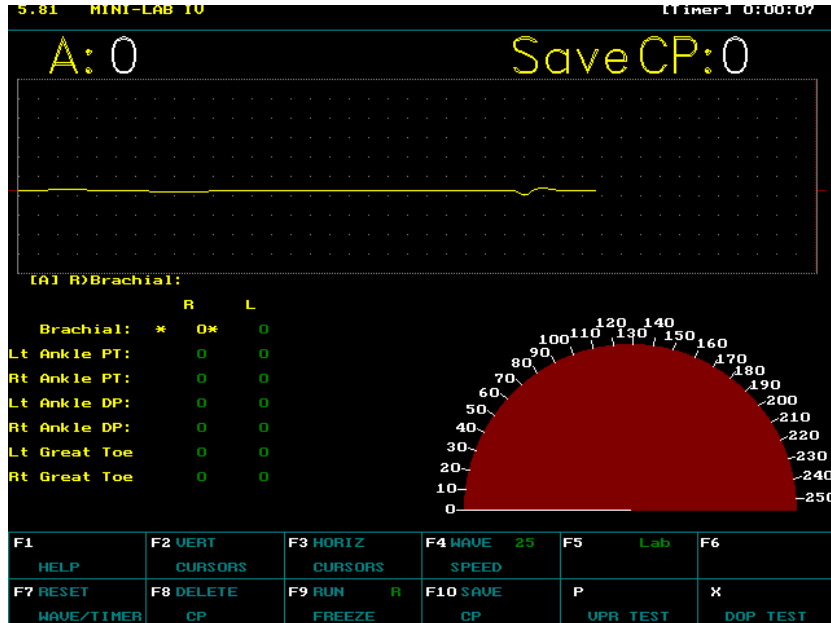 5.81 MINI-LAB IV [Timer] 0:00:07
A: 0 Save CP: 0
[A] R)Brachial:
R L
Brachial: * 0* 0
Lt Ankle PT: 0 0
Rt Ankle PT: 0 0
Lt Ankle DP: 0 0
Rt Ankle DP: 0 0
Lt Great Toe 0 0
Rt Great Toe 0 0
0
10
20
30
40
50
60
70
80
90
100
110
120
130
140
150
160
170
180
190
200
210
220
230
240
250
F1 HELP
F2 VERT CURSORS
F3 HORIZ CURSORS
F4 WAVE 25 SPEED
F5 Lab
F6
F7 RESET WAVE/TIMER
F8 DELETE CP
F9 RUN R FREEZE
F10 SAVE CP
P VPR TEST
X DOP TEST